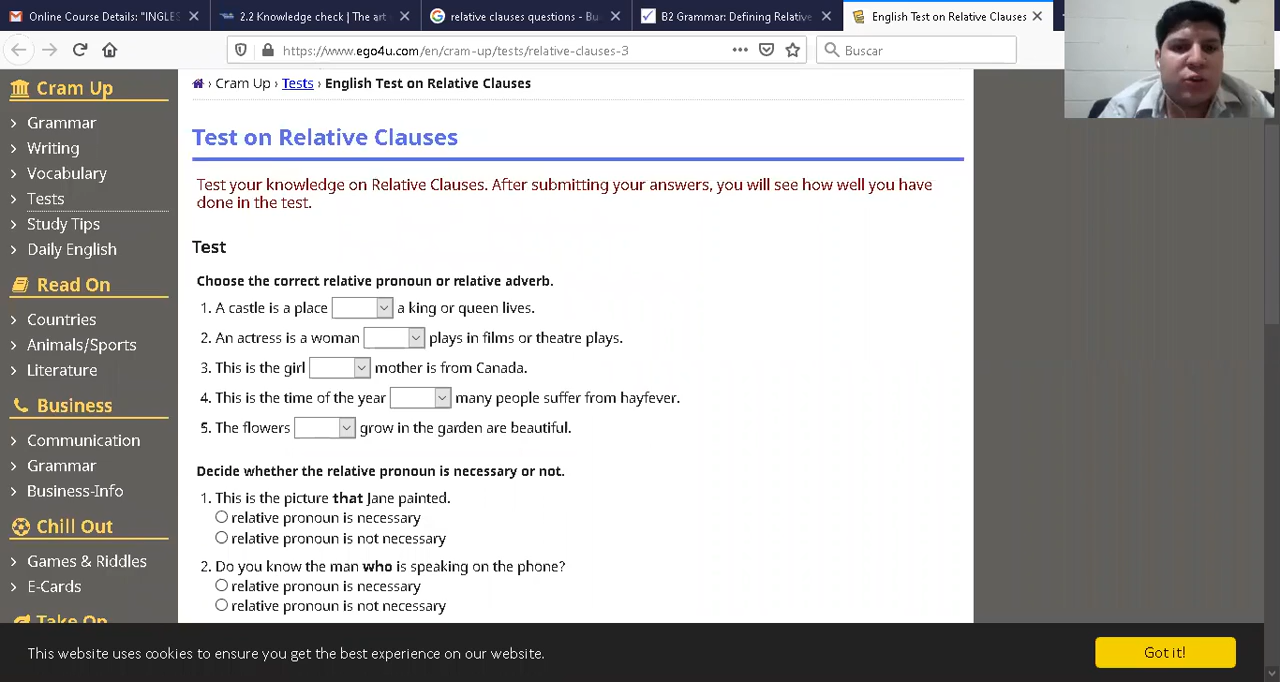 Online Course Details: "INGLES
2.2 Knowledge check | The art
relative clauses questions - Bus
B2 Grammar: Defining Relative
English Test on Relative Clauses
https://www.ego4u.com/en/cram-up/tests/relative-clauses-3
Buscar
Cram Up
Grammar
Writing
Vocabulary
Tests
Study Tips
Daily English
Read On
Countries
Animals/Sports
Literature
Business
Communication
Grammar
Business-Info
Chill Out
Games & Riddles
E-Cards
Take On
› Cram Up › Tests › English Test on Relative Clauses
Test on Relative Clauses
Test your knowledge on Relative Clauses. After submitting your answers, you will see how well you have
done in the test.
Test
Choose the correct relative pronoun or relative adverb.
1. A castle is a place a king or queen lives.
2. An actress is a woman plays in films or theatre plays.
3. This is the girl mother is from Canada.
4. This is the time of the year many people suffer from hayfever.
5. The flowers grow in the garden are beautiful.
Decide whether the relative pronoun is necessary or not.
1. This is the picture that Jane painted.
relative pronoun is necessary
relative pronoun is not necessary
2. Do you know the man who is speaking on the phone?
relative pronoun is necessary
relative pronoun is not necessary
This website uses cookies to ensure you get the best experience on our website.
Got it!